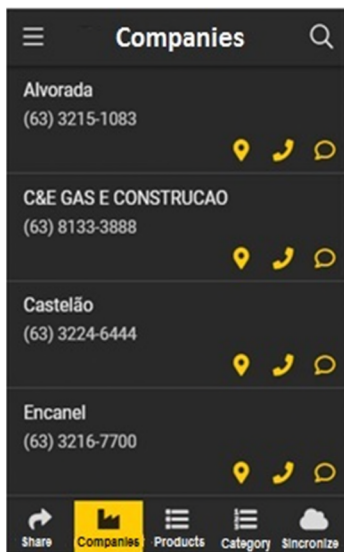 Companies
Alvorada
(63) 3215-1083
C&E GAS E CONSTRUCAO
(63) 8133-3888
Castelão
(63) 3224-6444
Encanel
(63) 3216-7700
Share Companies Products Category Sincronize